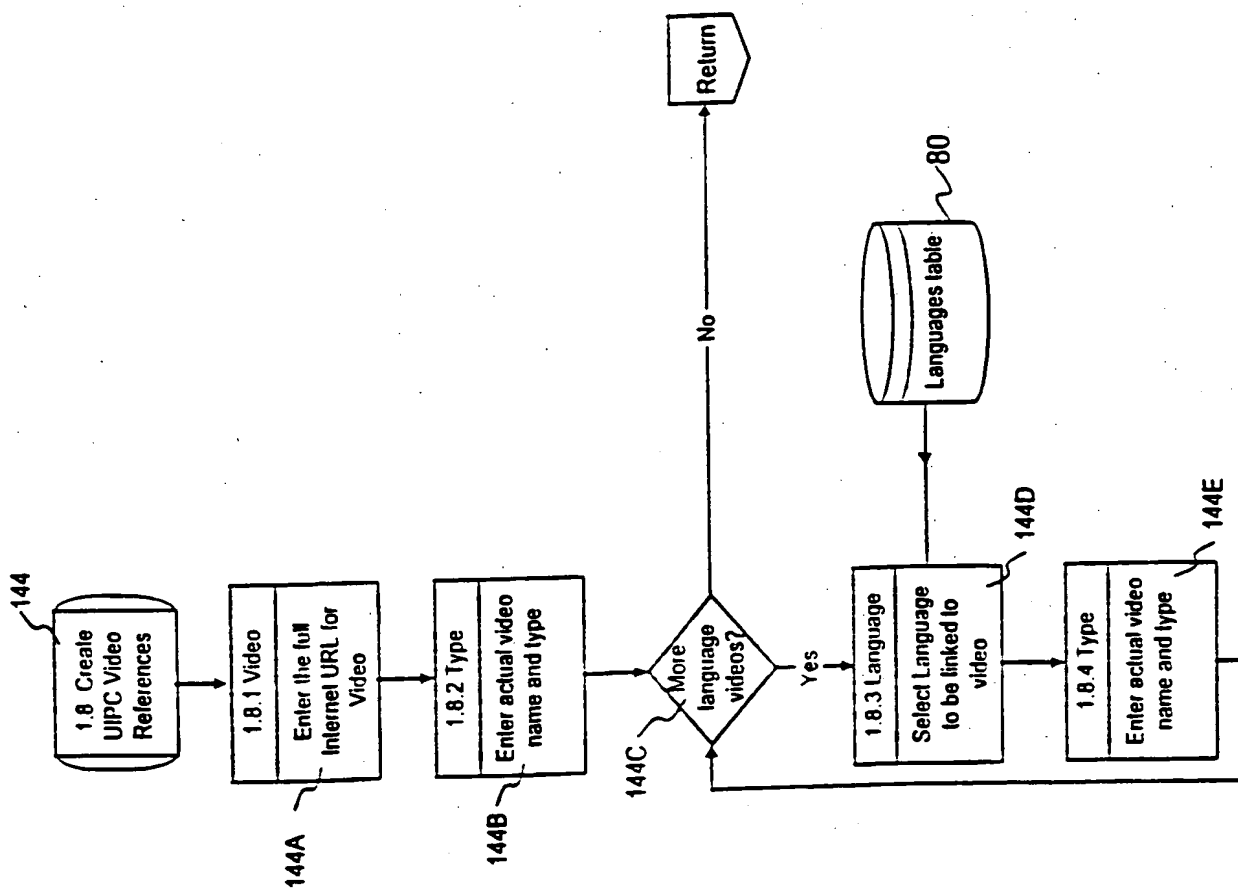 144
1.8 Create
UIPC Video
References
1.8.1 Video
Enter the full
Internet URL for
Video
144A
1.8.2 Type
Enter actual video
name and type
144B
More
language
videos?
144C
No
Return
Yes
1.8.3 Language
Select Language
to be linked to
video
144D
Languages table
80
1.8.4 Type
Enter actual video
name and type
144E